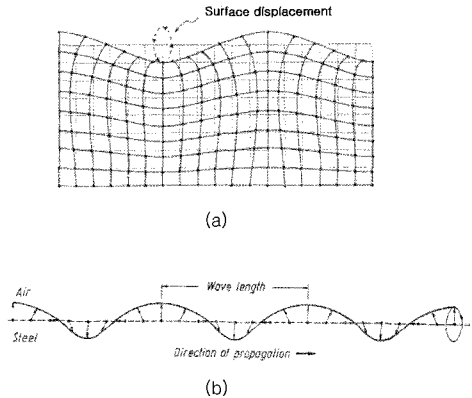 Surface displacement
(a)
Air
Wave length
Steel
Direction of propagation
(b)